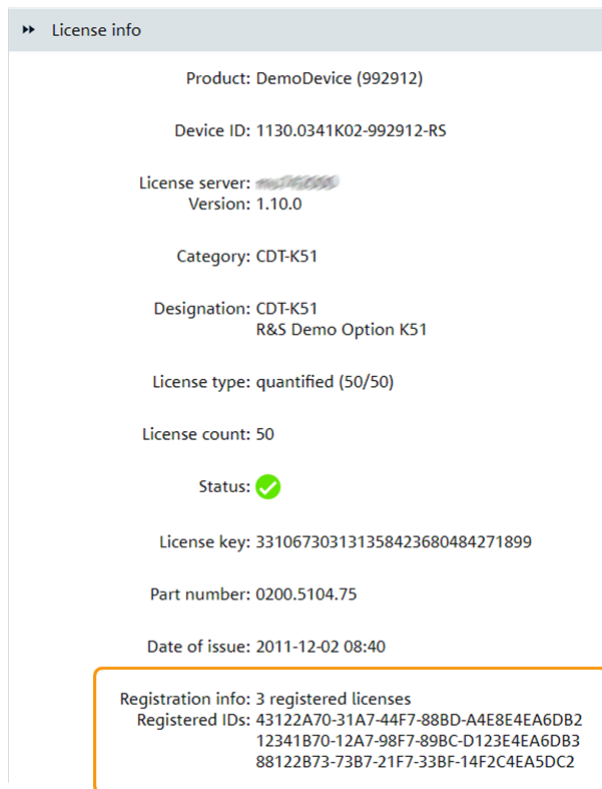 License info
Product: DemoDevice (992912)
Device ID: 1130.0341K02-992912-RS
License server:
Version: 1.10.0
Category: CDT-K51
Designation: CDT-K51
R&S Demo Option K51
License type: quantified (50/50)
License count: 50
Status:
License key: 331067303131358423680484271899
Part number: 0200.5104.75
Date of issue: 2011-12-02 08:40
Registration info: 3 registered licenses
Registered IDs: 43122A70-31A7-44F7-88BD-A4E8E4EA6DB2
12341B70-12A7-98F7-89BC-D123E4EA6DB3
88122B73-73B7-21F7-33BF-14F2C4EA5DC2